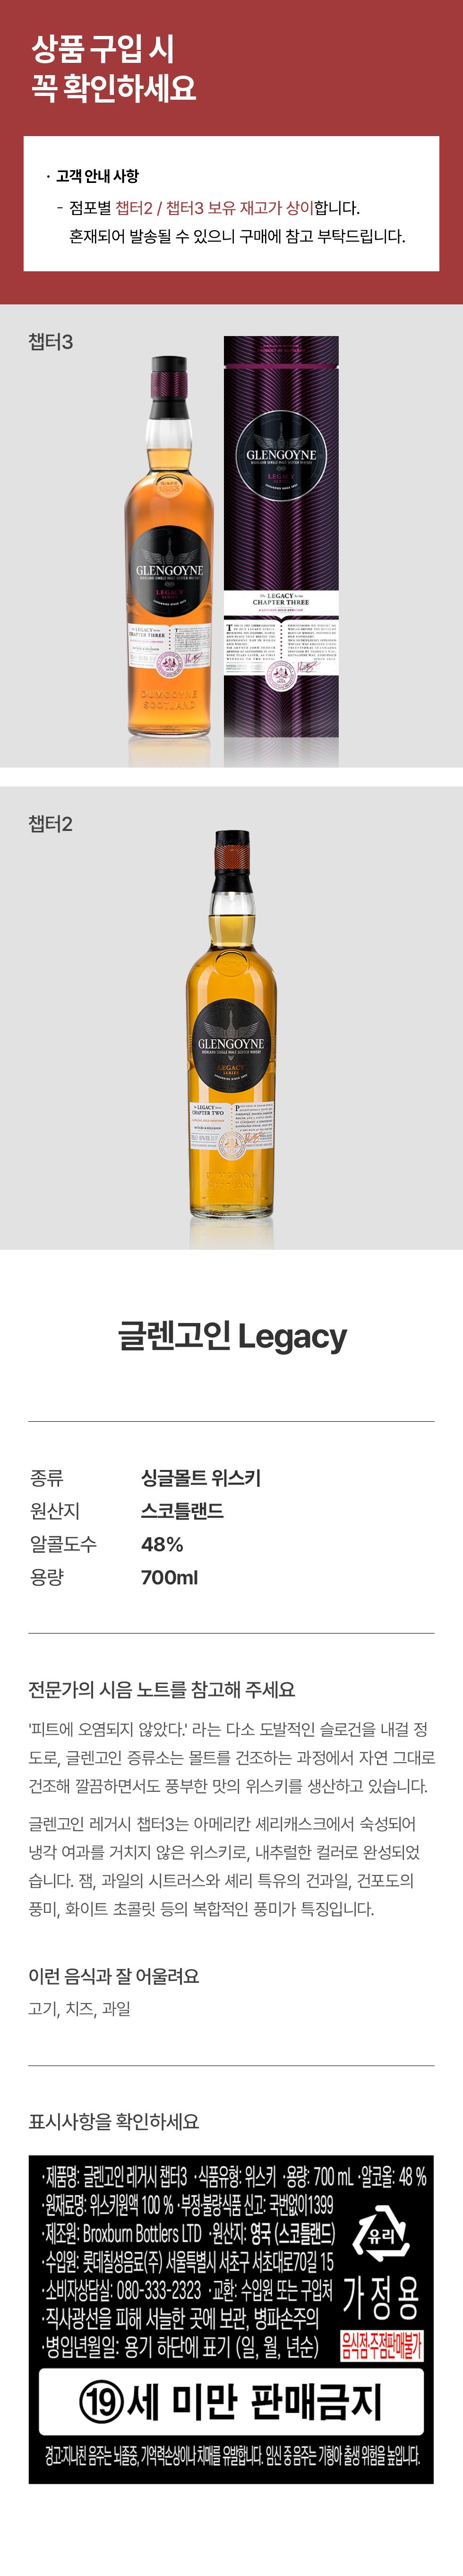 상품 구입 시
꼭 확인하세요
· 고객 안내 사항
- 점포별 챕터2 / 챕터3 보유 재고가 상이합니다.
혼재되어 발송될 수 있으니 구매에 참고 부탁드립니다.
챕터3
GLENGOYNE
HIGHLAND SINGLE MALT SCOTCH WHISKY
LEGACY
SERIES
The LEGACY Series
CHAPTER THREE
DUMGOYNE
SCOTLAND
GLENGOYNE
HIGHLAND SINGLE MALT SCOTCH WHISKY
LEGACY
SERIES
The LEGACY Series
CHAPTER THREE
챕터2
GLENGOYNE
HIGHLAND SINGLE MALT SCOTCH WHISKY
LEGACY
SERIES
The LEGACY Series
CHAPTER TWO
글렌고인 Legacy
종류 싱글몰트 위스키
원산지 스코틀랜드
알콜도수 48%
용량 700ml
전문가의 시음 노트를 참고해 주세요
'피트에 오염되지 않았다.' 라는 다소 도발적인 슬로건을 내걸 정
도로, 글렌고인 증류소는 몰트를 건조하는 과정에서 자연 그대로
건조해 깔끔하면서도 풍부한 맛의 위스키를 생산하고 있습니다.
글렌고인 레거시 챕터3는 아메리칸 셰리캐스크에서 숙성되어
냉각 여과를 거치지 않은 위스키로, 내추럴한 컬러로 완성되었
습니다. 잼, 과일의 시트러스와 셰리 특유의 건과일, 건포도의
풍미, 화이트 초콜릿 등의 복합적인 풍미가 특징입니다.
이런 음식과 잘 어울려요
고기, 치즈, 과일
표시사항을 확인하세요
·제품명: 글렌고인 레거시 챕터3 ·식품유형: 위스키 ·용량: 700 mL ·알코올: 48 %
·원재료명: 위스키원액 100 % ·부정·불량식품 신고: 국번없이1399
·제조원: Broxburn Bottlers LTD ·원산지: 영국 (스코틀랜드)
·수입원: 롯데칠성음료(주) 서울특별시 서초구 서초대로70길 15
·소비자상담실: 080-333-2323 ·교환: 수입원 또는 구입처
·직사광선을 피해 서늘한 곳에 보관, 병파손주의
·병입년월일: 용기 하단에 표기 (일, 월, 년순)
유리
가정용
음식점·주점판매불가
⑲세 미만 판매금지
경고:지나친 음주는 뇌졸중, 기억력손상이나 치매를 유발합니다. 임신 중 음주는 기형아 출생 위험을 높입니다.